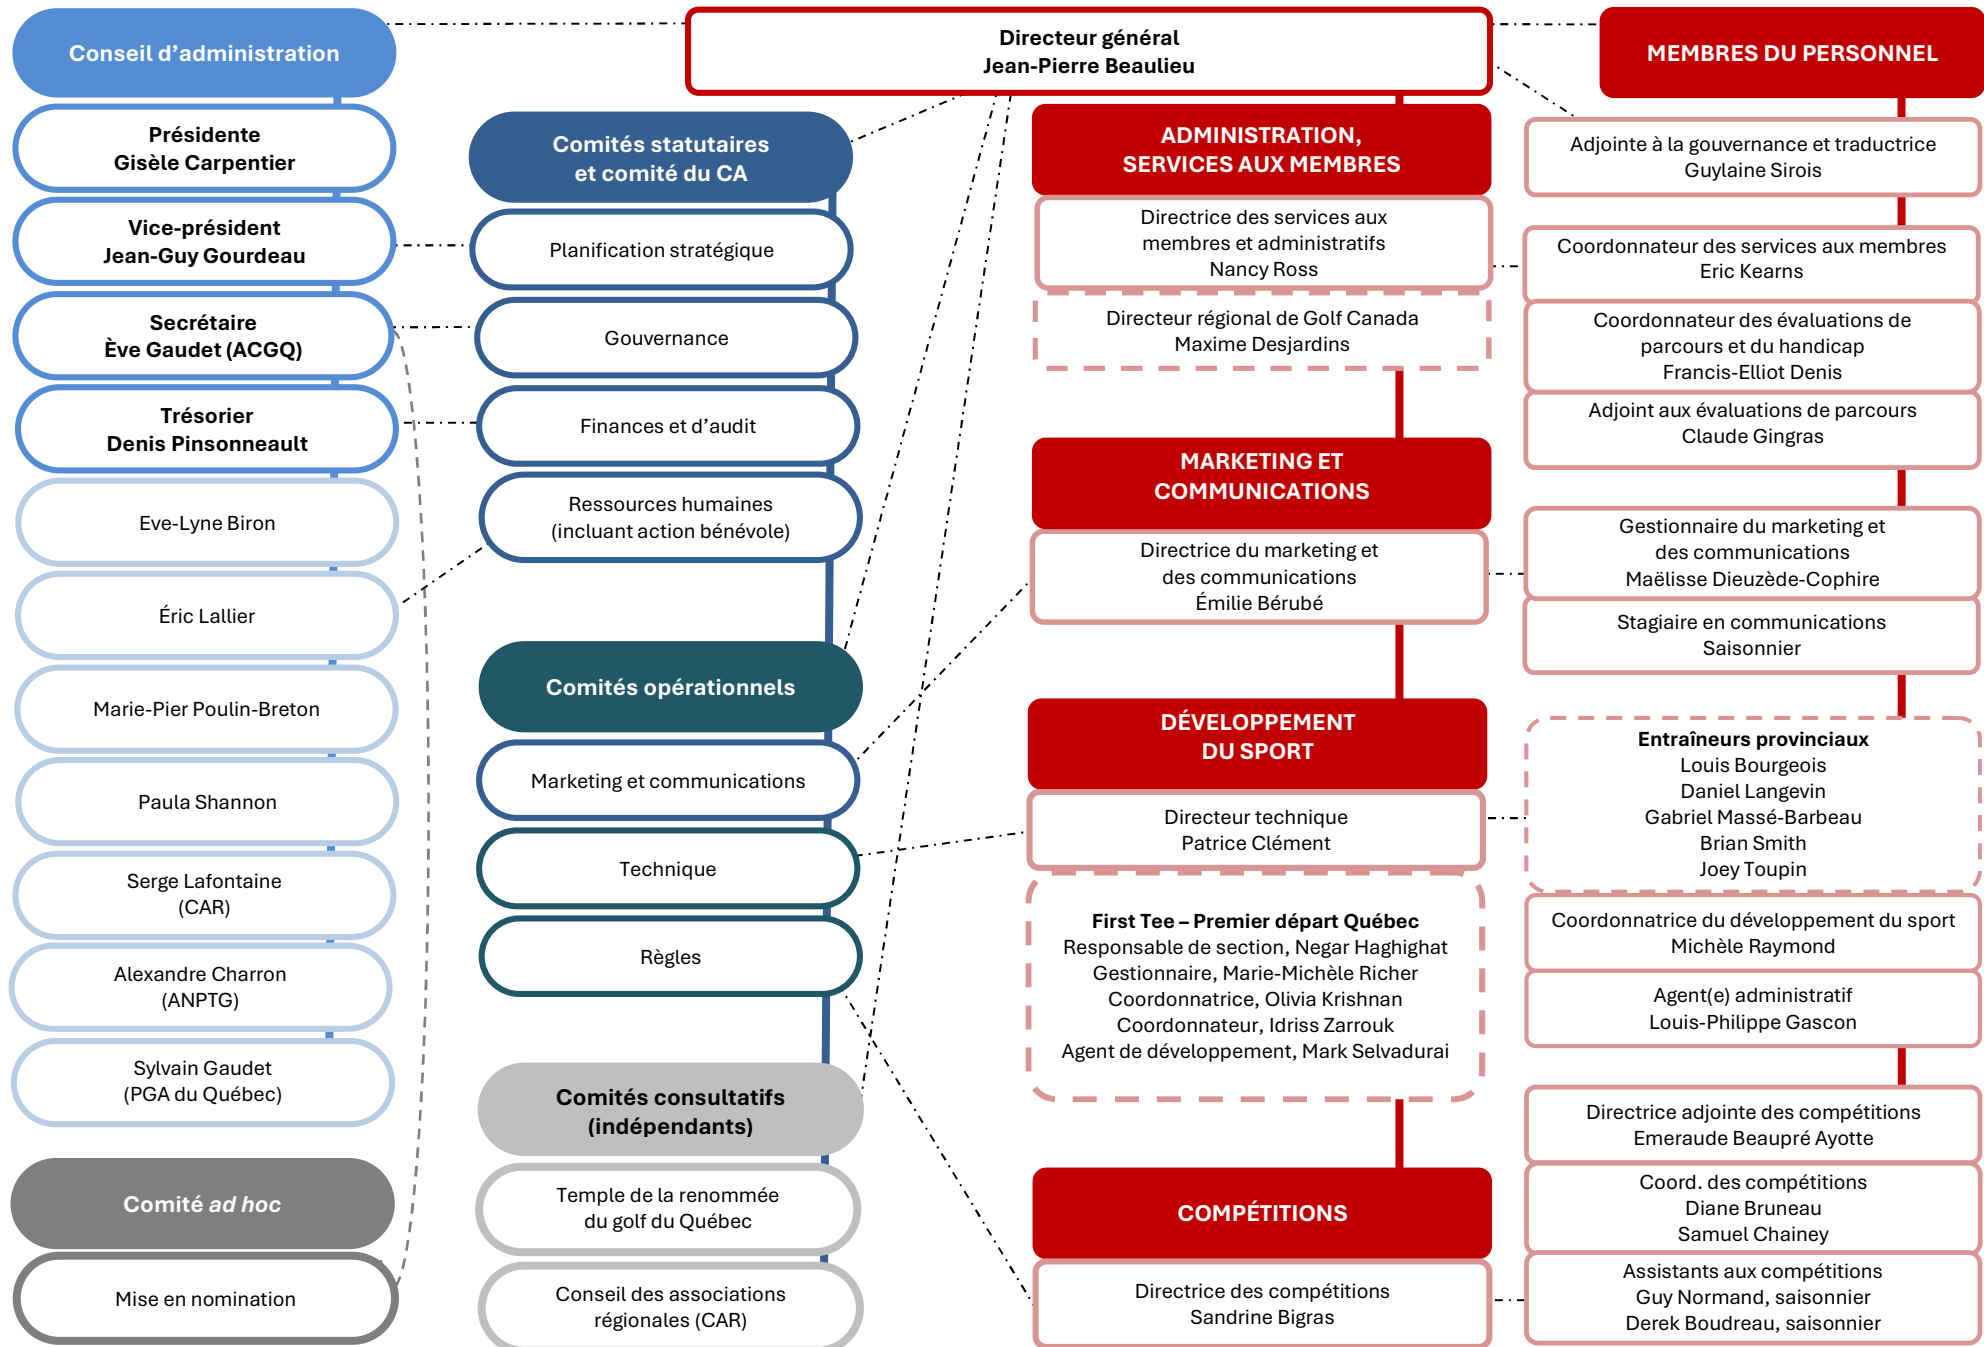 Conseil d'administration
Présidente
Gisèle Carpentier
Vice-président
Jean-Guy Gourdeau
Secrétaire
Ève Gaudet (ACGQ)
Trésorier
Denis Pinsonneault
Eve-Lyne Biron
Éric Lallier
Marie-Pier Poulin-Breton
Paula Shannon
Serge Lafontaine
(CAR)
Alexandre Charron
(ANPTG)
Sylvain Gaudet
(PGA du Québec)
Comité ad hoc
Mise en nomination
Directeur général
Jean-Pierre Beaulieu
Comités statutaires
et comité du CA
Planification stratégique
Gouvernance
Finances et d'audit
Ressources humaines
(incluant action bénévole)
Comités opérationnels
Marketing et communications
Technique
Règles
Comités consultatifs
(indépendants)
Temple de la renommée
du golf du Québec
Conseil des associations
régionales (CAR)
ADMINISTRATION,
SERVICES AUX MEMBRES
Directrice des services aux
membres et administratifs
Nancy Ross
Directeur régional de Golf Canada
Maxime Desjardins
MARKETING ET
COMMUNICATIONS
Directrice du marketing et
des communications
Émilie Bérubé
DÉVELOPPEMENT
DU SPORT
Directeur technique
Patrice Clément
First Tee – Premier départ Québec
Responsable de section, Negar Haghighat
Gestionnaire, Marie-Michèle Richer
Coordonnatrice, Olivia Krishnan
Coordonnateur, Idriss Zarrouk
Agent de développement, Mark Selvadurai
COMPÉTITIONS
Directrice des compétitions
Sandrine Bigras
MEMBRES DU PERSONNEL
Adjointe à la gouvernance et traductrice
Guylaine Sirois
Coordonnateur des services aux membres
Eric Kearns
Coordonnateur des évaluations de
parcours et du handicap
Francis-Elliot Denis
Adjoint aux évaluations de parcours
Claude Gingras
Gestionnaire du marketing et
des communications
Maëlisse Dieuzède-Cophire
Stagiaire en communications
Saisonnier
Entraîneurs provinciaux
Louis Bourgeois
Daniel Langevin
Gabriel Massé-Barbeau
Brian Smith
Joey Toupin
Coordonnatrice du développement du sport
Michèle Raymond
Agent(e) administratif
Louis-Philippe Gascon
Directrice adjointe des compétitions
Emeraude Beaupré Ayotte
Coord. des compétitions
Diane Bruneau
Samuel Chainey
Assistants aux compétitions
Guy Normand, saisonnier
Derek Boudreau, saisonnier